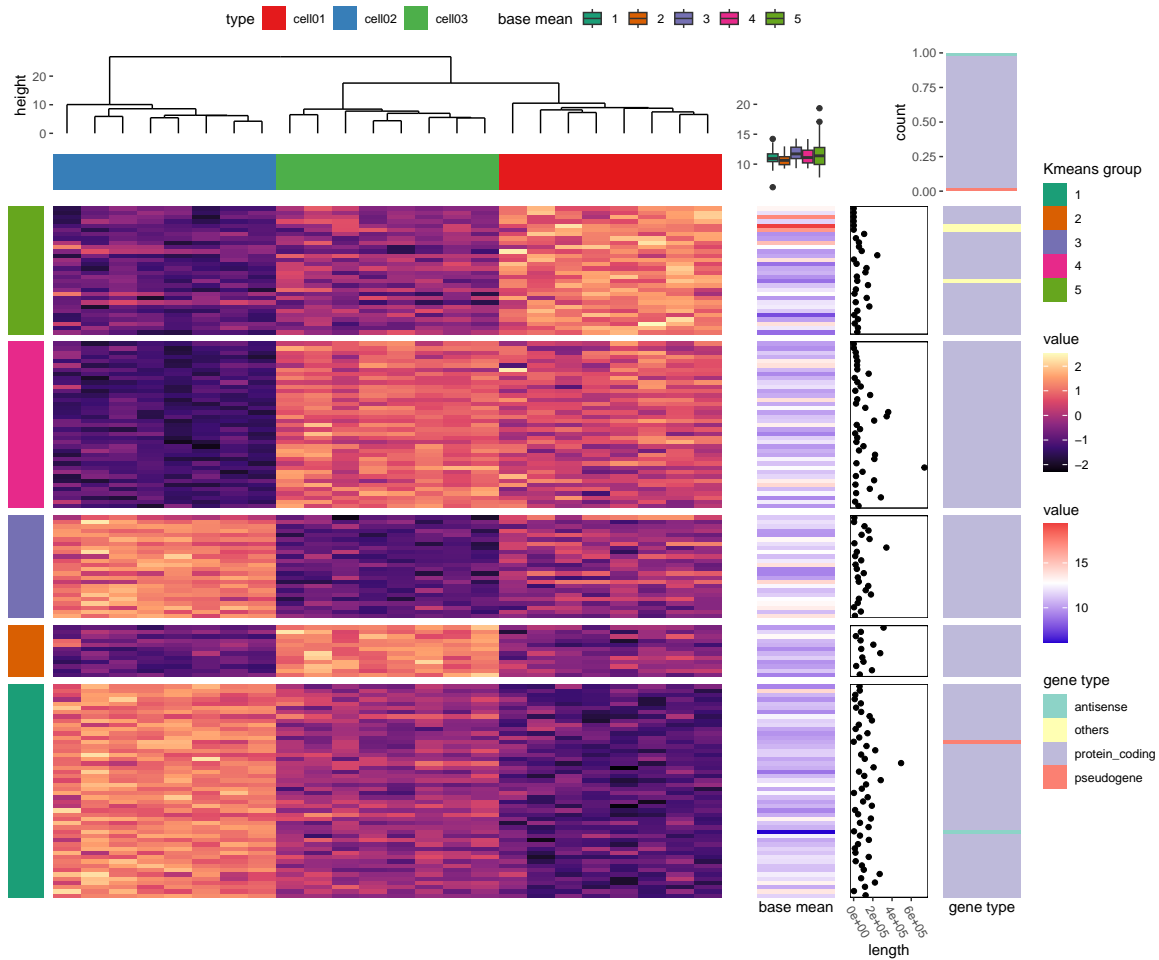 type cell01 cell02 cell03 base mean 1 2 3 4 5
height
20
10
0
20
15
10
count
1.00
0.75
0.50
0.25
0.00
Kmeans group
1
2
3
4
5
value
2
1
0
−1
−2
value
15
10
gene type
antisense
others
protein_coding
pseudogene
base mean
0e+00
2e+05
4e+05
6e+05
length
gene type